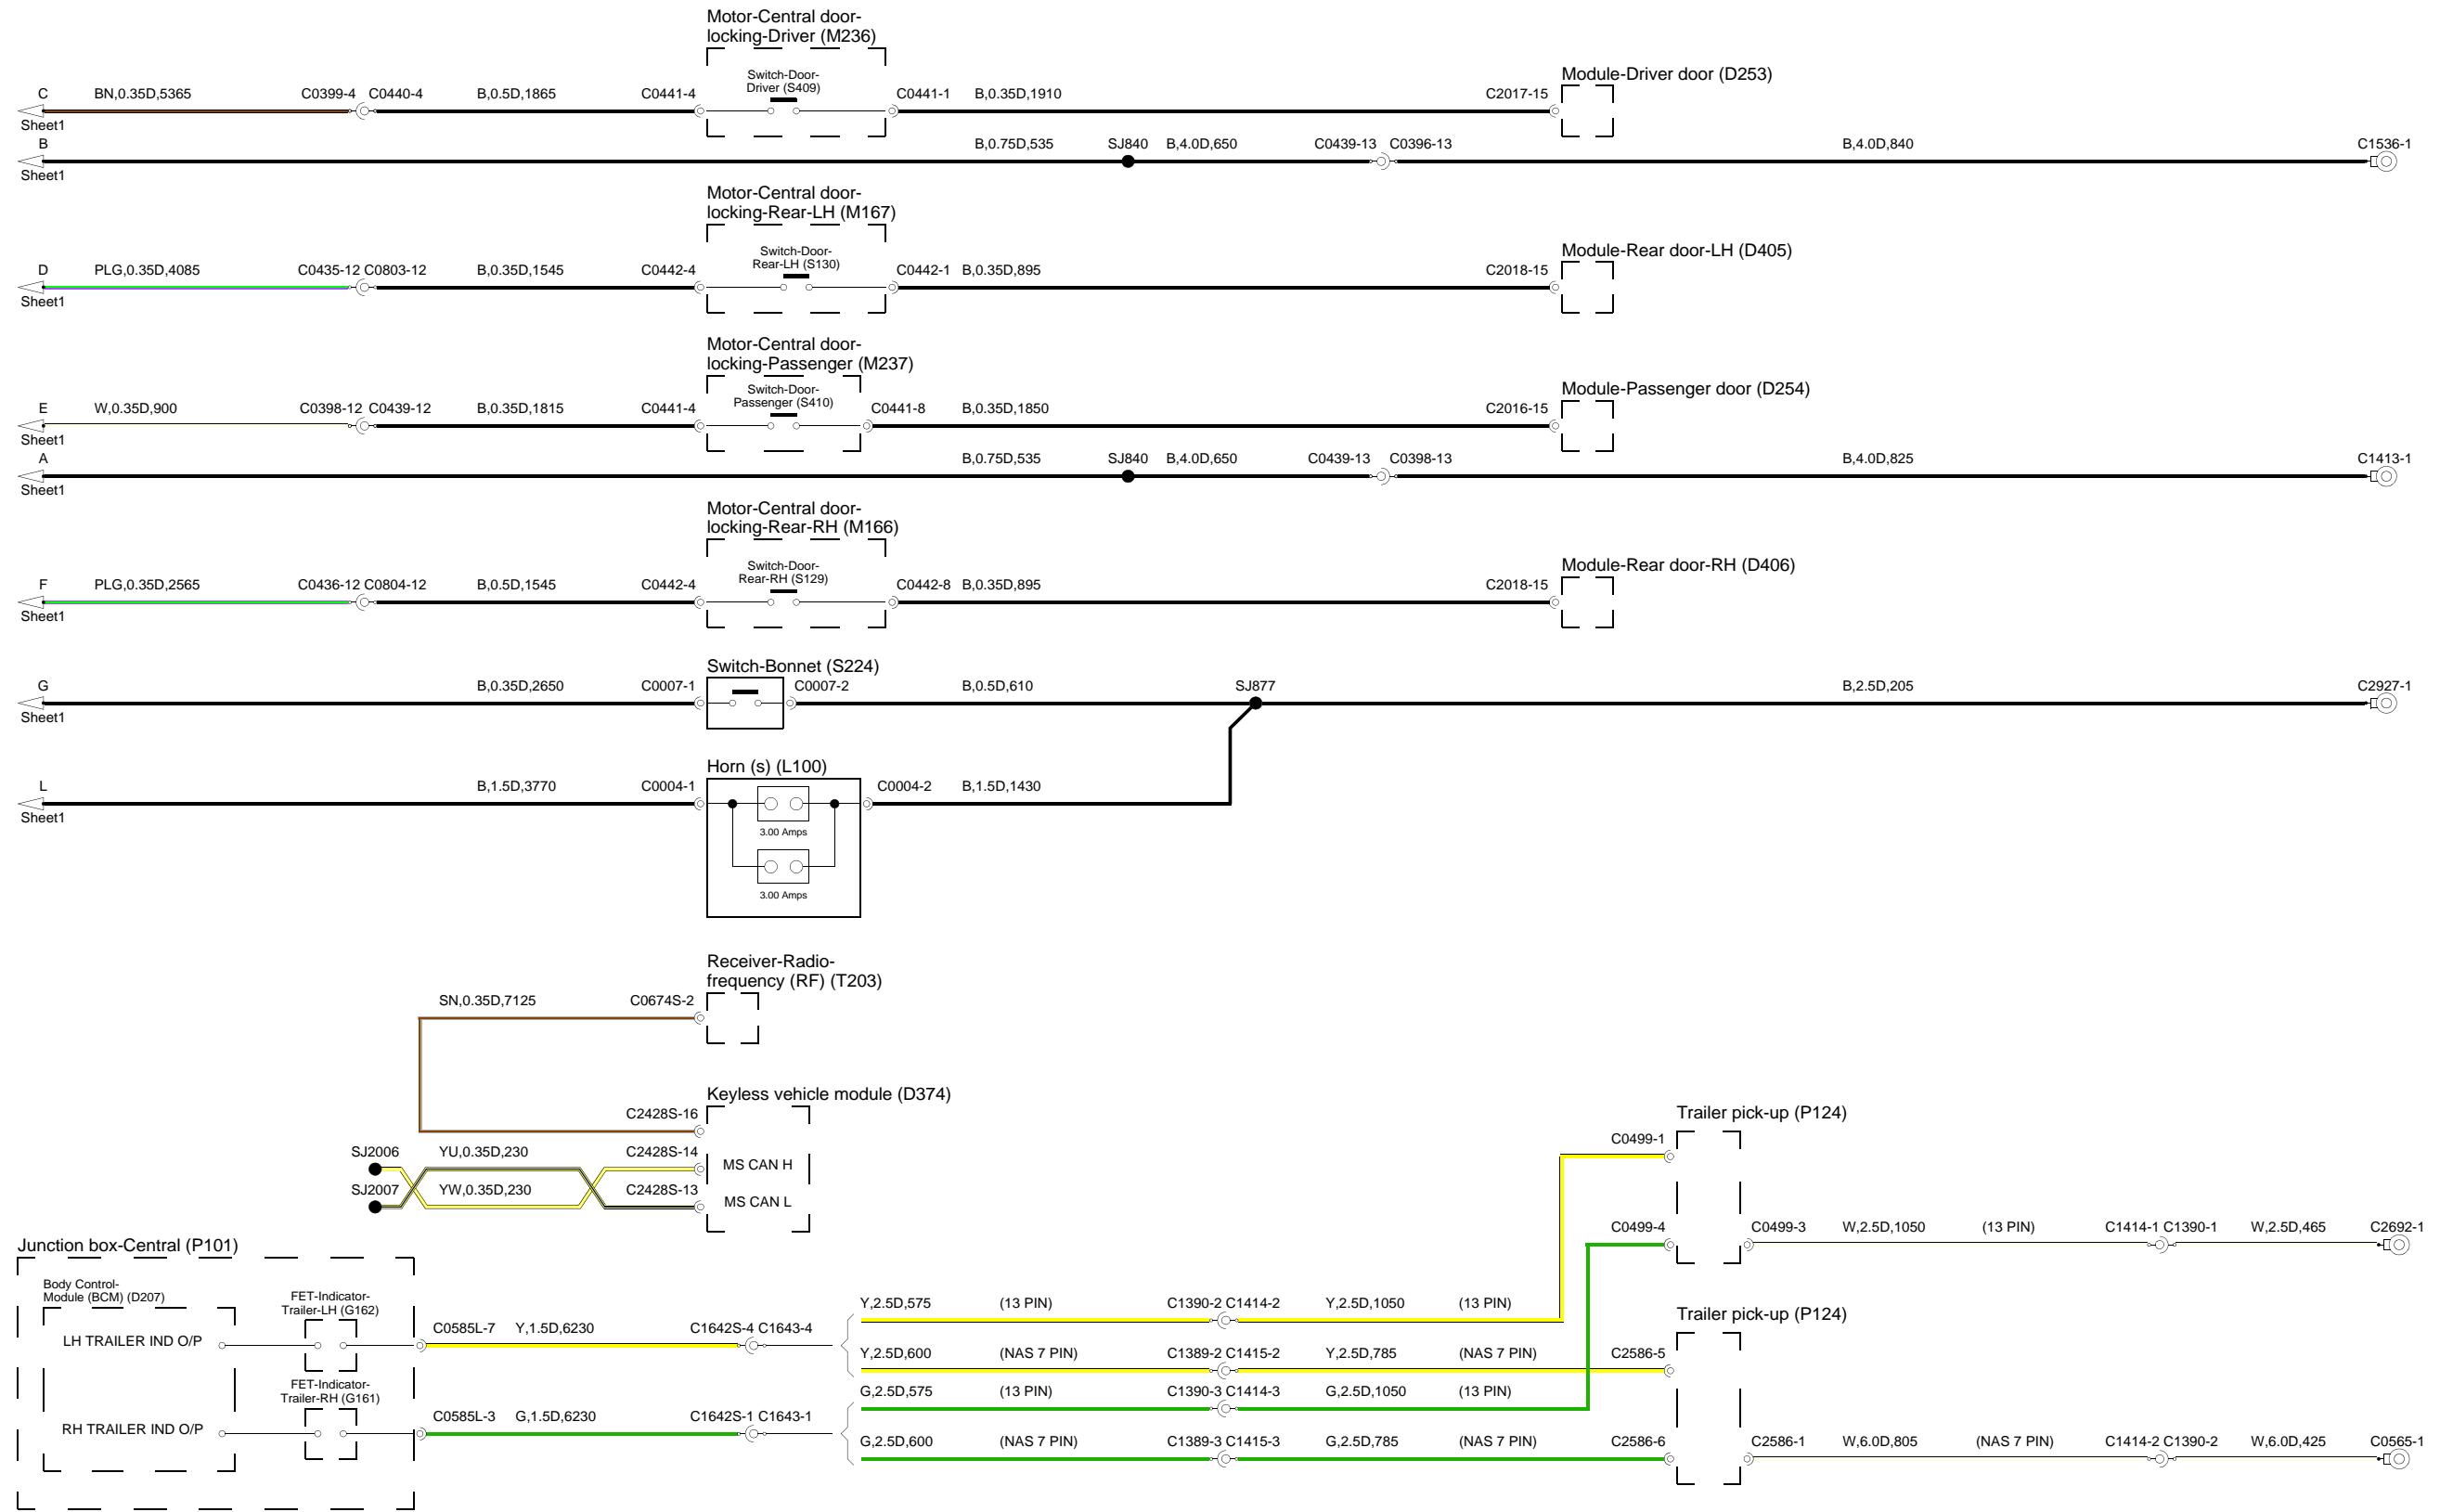 Motor-Central door-
locking-Driver (M236)
Switch-Door-
Driver (S409)
Module-Driver door (D253)
C BN,0.35D,5365 C0399-4 C0440-4 B,0.5D,1865 C0441-4 C0441-1 B,0.35D,1910 C2017-15
Sheet1
B B,0.75D,535 SJ840 B,4.0D,650 C0439-13 C0396-13 B,4.0D,840 C1536-1
Sheet1
Motor-Central door-
locking-Rear-LH (M167)
Switch-Door-
Rear-LH (S130)
Module-Rear door-LH (D405)
D PLG,0.35D,4085 C0435-12 C0803-12 B,0.35D,1545 C0442-4 C0442-1 B,0.35D,895 C2018-15
Sheet1
Motor-Central door-
locking-Passenger (M237)
Switch-Door-
Passenger (S410)
Module-Passenger door (D254)
E W,0.35D,900 C0398-12 C0439-12 B,0.35D,1815 C0441-4 C0441-8 B,0.35D,1850 C2016-15
Sheet1
A B,0.75D,535 SJ840 B,4.0D,650 C0439-13 C0398-13 B,4.0D,825 C1413-1
Sheet1
Motor-Central door-
locking-Rear-RH (M166)
Switch-Door-
Rear-RH (S129)
Module-Rear door-RH (D406)
F PLG,0.35D,2565 C0436-12 C0804-12 B,0.5D,1545 C0442-4 C0442-8 B,0.35D,895 C2018-15
Sheet1
Switch-Bonnet (S224)
G B,0.35D,2650 C0007-1 C0007-2 B,0.5D,610 SJ877 B,2.5D,205 C2927-1
Sheet1
Horn (s) (L100)
L B,1.5D,3770 C0004-1 C0004-2 B,1.5D,1430
Sheet1
3.00 Amps
3.00 Amps
Receiver-Radio-
frequency (RF) (T203)
SN,0.35D,7125 C0674S-2
Keyless vehicle module (D374)
C2428S-16
SJ2006 YU,0.35D,230 C2428S-14 MS CAN H
SJ2007 YW,0.35D,230 C2428S-13 MS CAN L
Trailer pick-up (P124)
C0499-1
C0499-4 C0499-3 W,2.5D,1050 (13 PIN) C1414-1 C1390-1 W,2.5D,465 C2692-1
Junction box-Central (P101)
Body Control-
Module (BCM) (D207)
FET-Indicator-
Trailer-LH (G162)
LH TRAILER IND O/P C0585L-7 Y,1.5D,6230 C1642S-4 C1643-4
Y,2.5D,575 (13 PIN) C1390-2 C1414-2 Y,2.5D,1050 (13 PIN)
Trailer pick-up (P124)
Y,2.5D,600 (NAS 7 PIN) C1389-2 C1415-2 Y,2.5D,785 (NAS 7 PIN) C2586-5
FET-Indicator-
Trailer-RH (G161)
G,2.5D,575 (13 PIN) C1390-3 C1414-3 G,2.5D,1050 (13 PIN)
RH TRAILER IND O/P C0585L-3 G,1.5D,6230 C1642S-1 C1643-1
G,2.5D,600 (NAS 7 PIN) C1389-3 C1415-3 G,2.5D,785 (NAS 7 PIN) C2586-6 C2586-1 W,6.0D,805 (NAS 7 PIN) C1414-2 C1390-2 W,6.0D,425 C0565-1